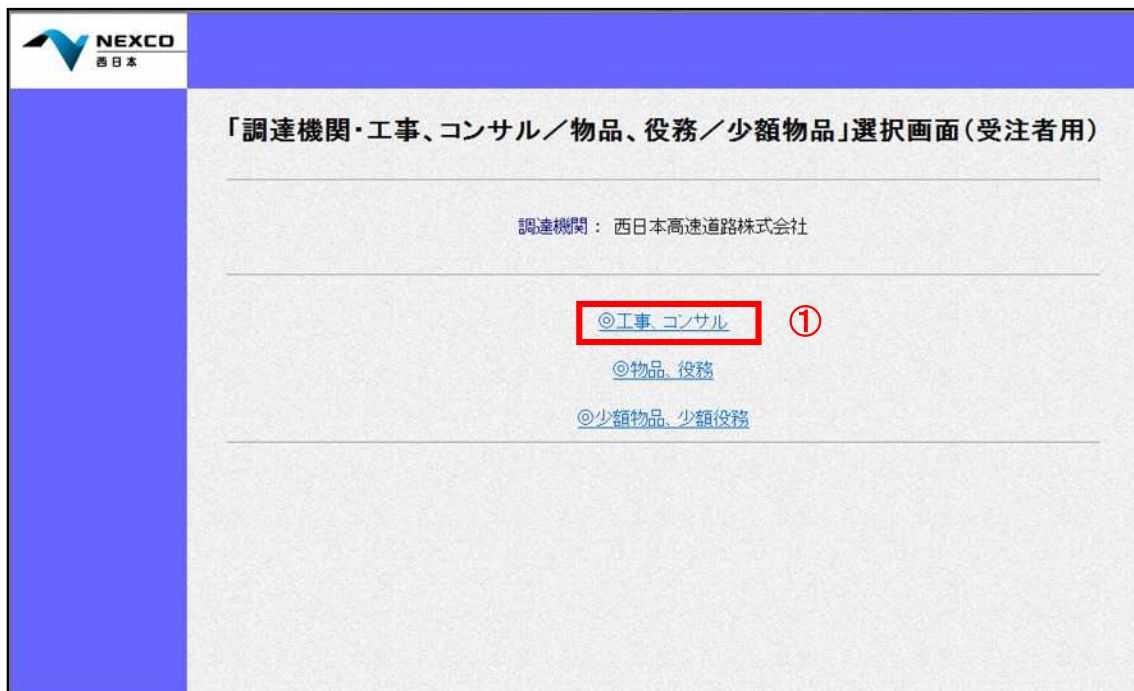 NEXCO
西日本
「調達機関・工事、コンサル／物品、役務／少額物品」選択画面(受注者用)
調達機関： 西日本高速道路株式会社
◎工事、コンサル
①
◎物品、役務
◎少額物品、少額役務